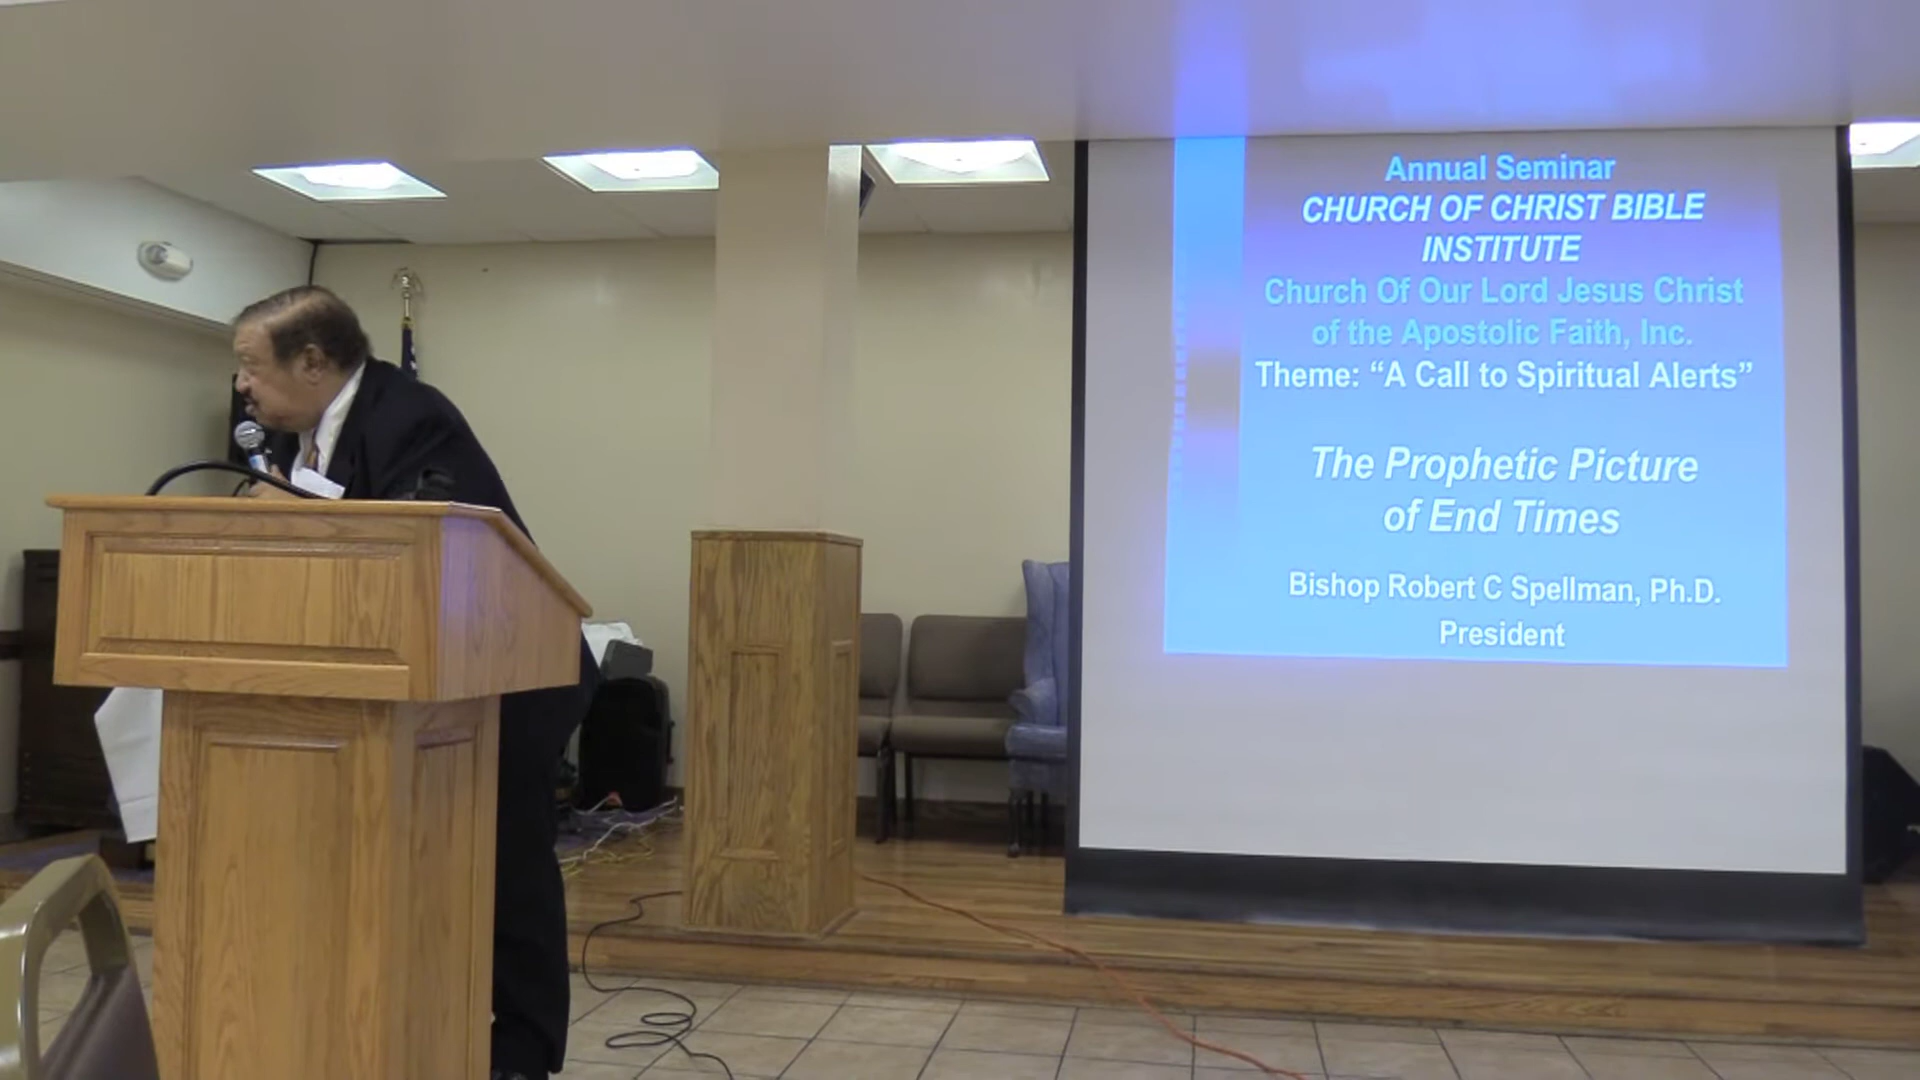 Annual Seminar
CHURCH OF CHRIST BIBLE
INSTITUTE
Church Of Our Lord Jesus Christ
of the Apostolic Faith, Inc.
Theme: “A Call to Spiritual Alerts”
The Prophetic Picture
of End Times
Bishop Robert C Spellman, Ph.D.
President